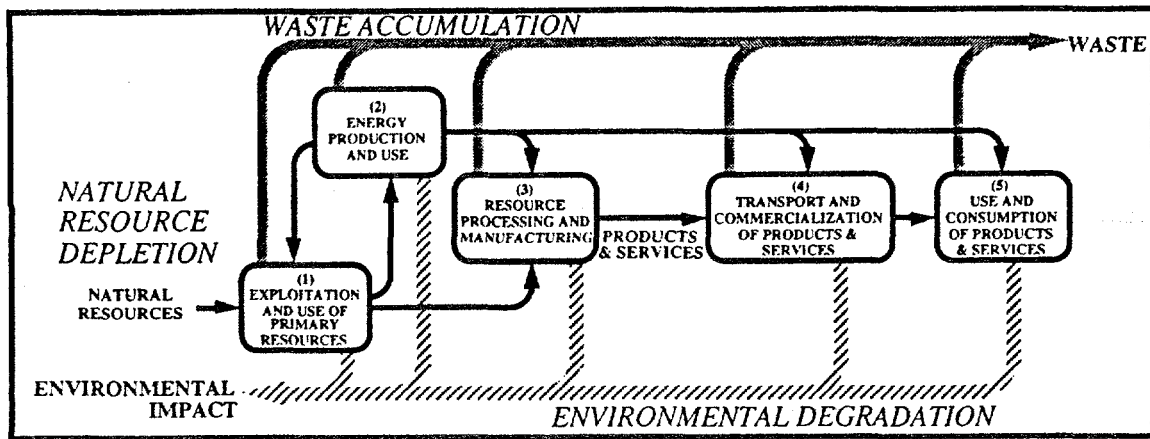 WASTE ACCUMULATION
WASTE
(2)
ENERGY
PRODUCTION
AND USE
NATURAL
RESOURCE
DEPLETION
(3)
RESOURCE
PROCESSING AND
MANUFACTURING
PRODUCTS
& SERVICES
(4)
TRANSPORT AND
COMMERCIALIZATION
OF PRODUCTS &
SERVICES
(5)
USE AND
CONSUMPTION
OF PRODUCTS
& SERVICES
NATURAL
RESOURCES
(1)
EXPLOITATION
AND USE OF
PRIMARY
RESOURCES
ENVIRONMENTAL
IMPACT
ENVIRONMENTAL DEGRADATION